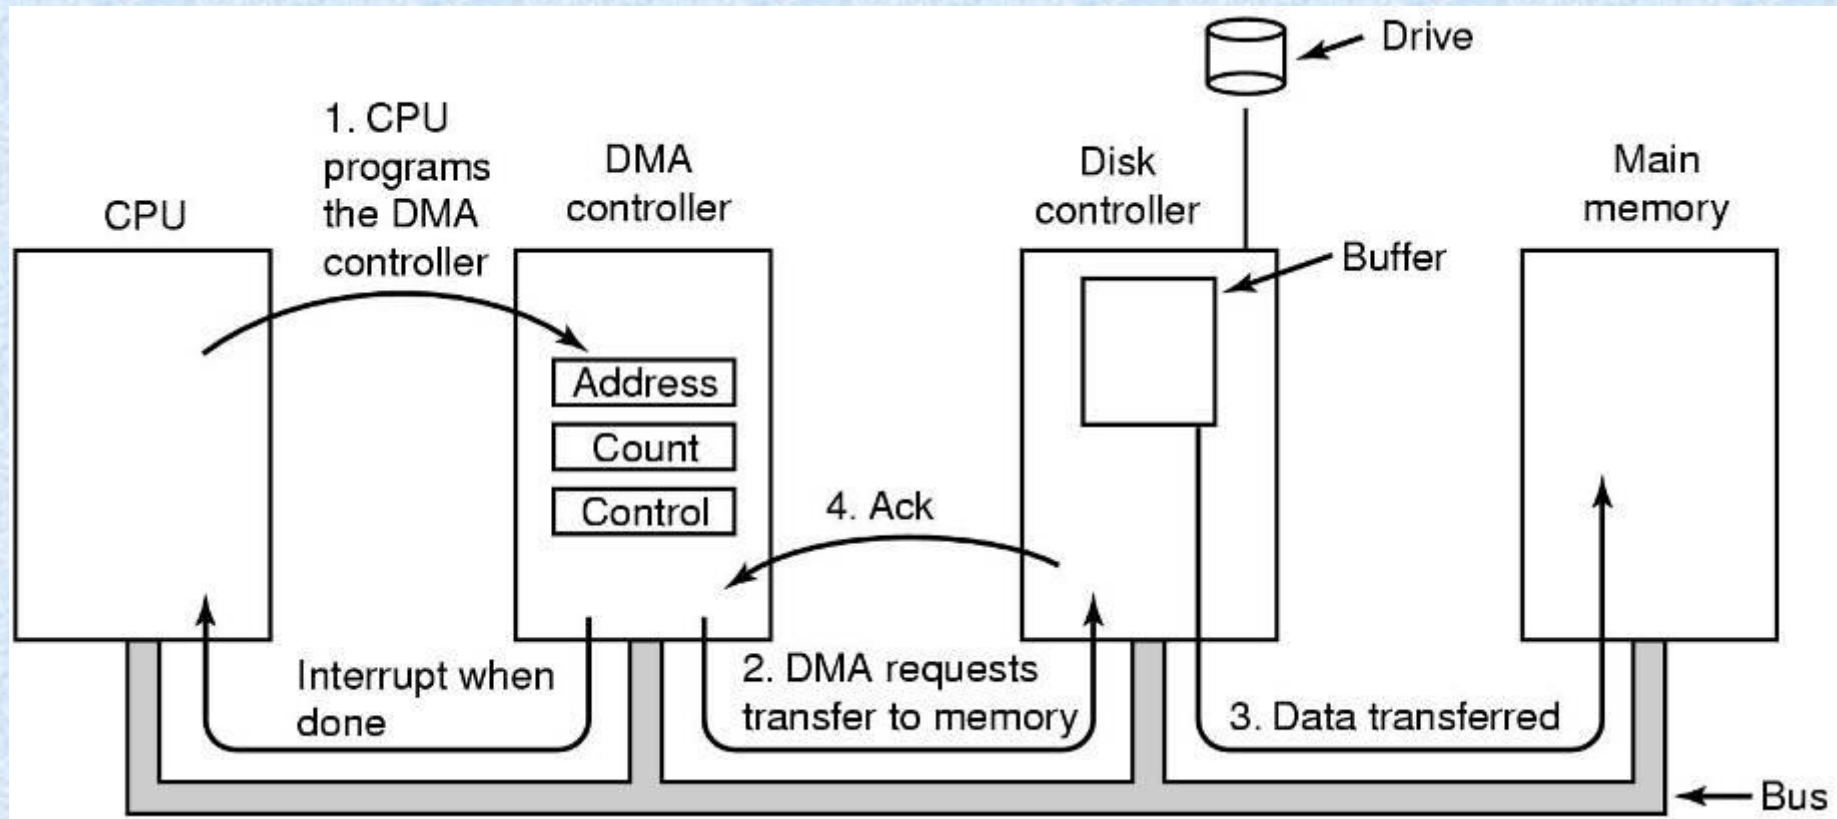 Drive
1. CPU
programs
the DMA
controller
CPU
DMA
controller
Disk
controller
Main
memory
Buffer
Address
Count
Control
4. Ack
Interrupt when
done
2. DMA requests
transfer to memory
3. Data transferred
Bus